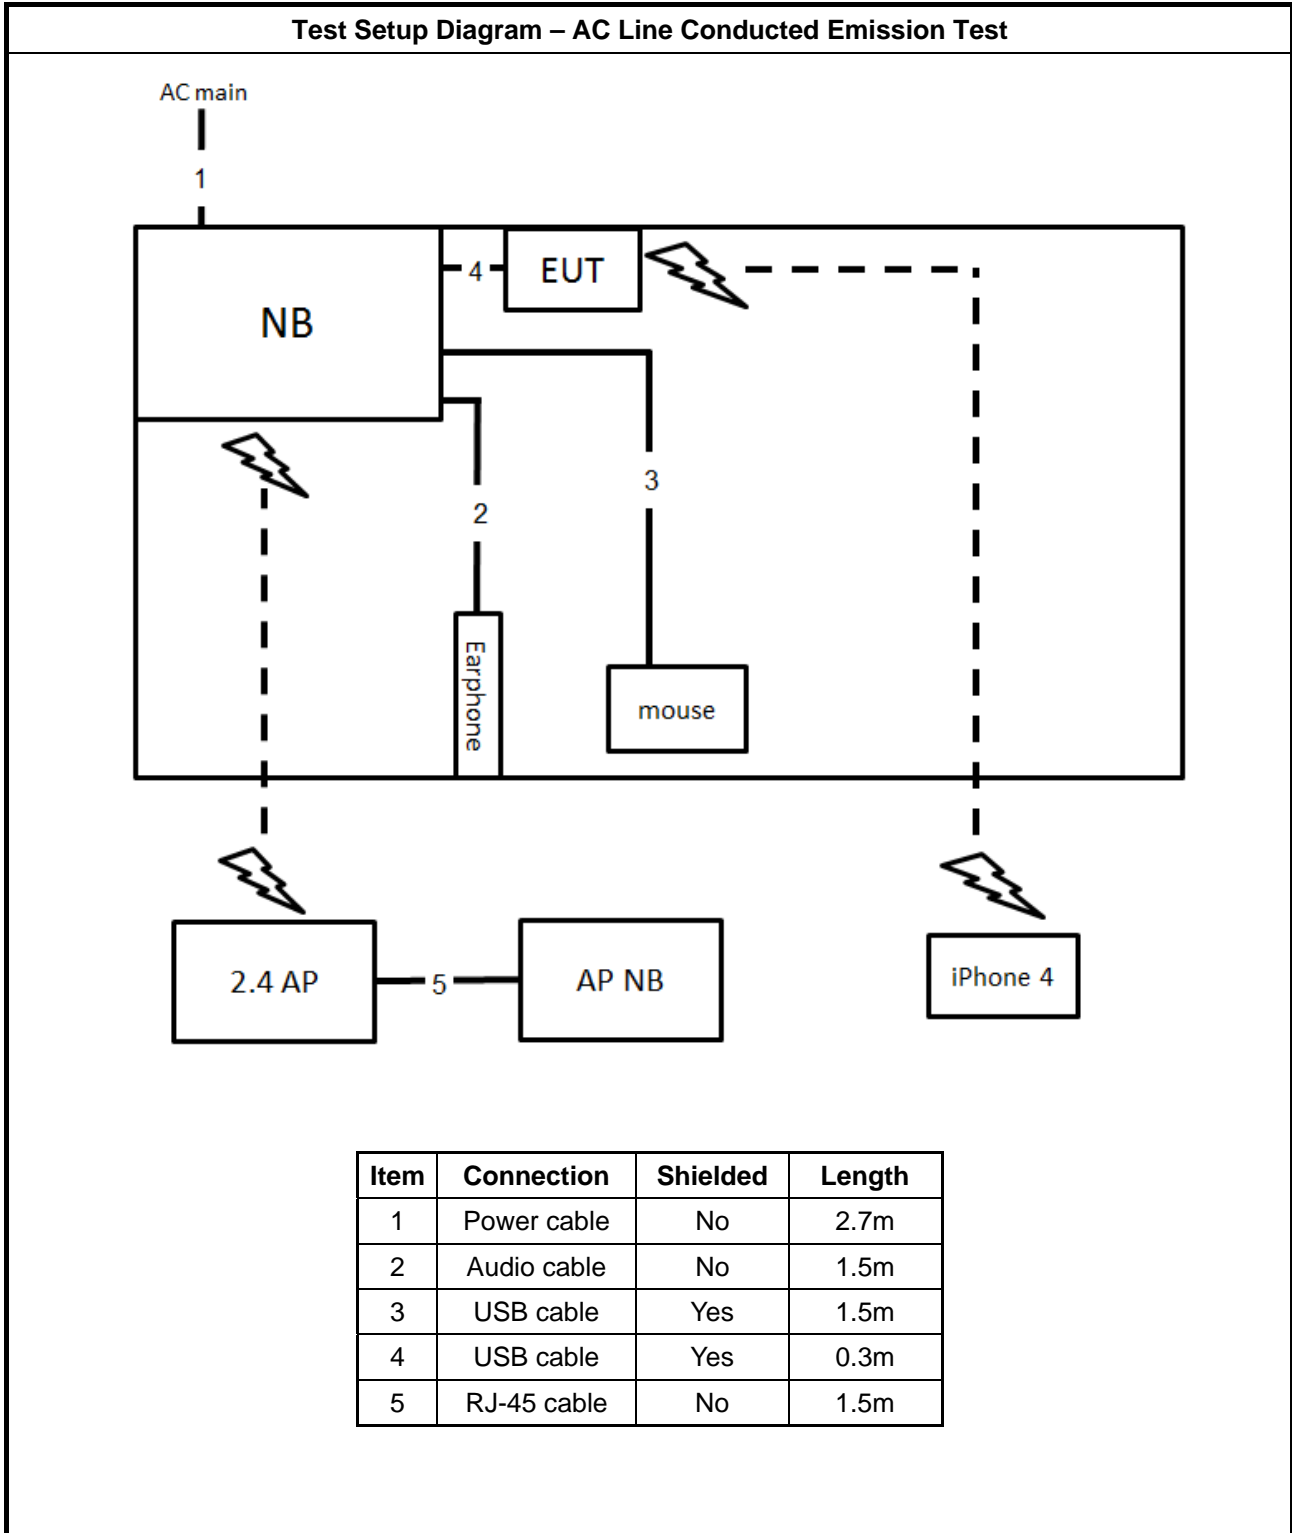 Test Setup Diagram – AC Line Conducted Emission Test
AC main
1
NB
4
EUT
3
2
Earphone
mouse
2.4 AP
5
AP NB
iPhone 4
Item Connection Shielded Length
1 Power cable No 2.7m
2 Audio cable No 1.5m
3 USB cable Yes 1.5m
4 USB cable Yes 0.3m
5 RJ-45 cable No 1.5m